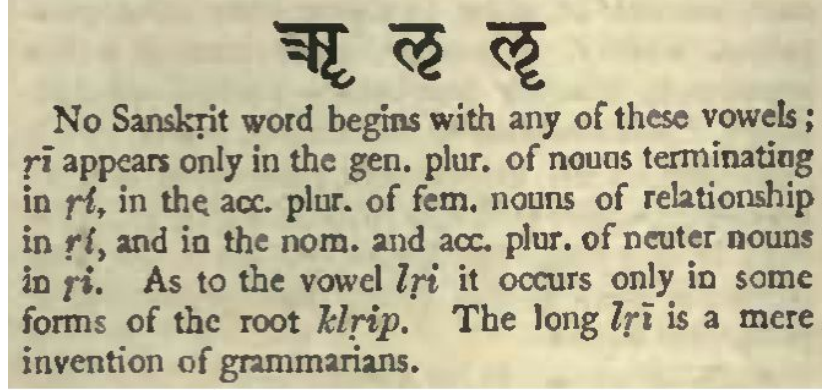 ॠ ऌ ॡ
No Sanskṛit word begins with any of these vowels;
ṛī appears only in the gen. plur. of nouns terminating
in ṛí, in the acc. plur. of fem. nouns of relationship
in ṛí, and in the nom. and acc. plur. of neuter nouns
in ṛi. As to the vowel lṛi it occurs only in some
forms of the root klṛip. The long lṛī is a mere
invention of grammarians.